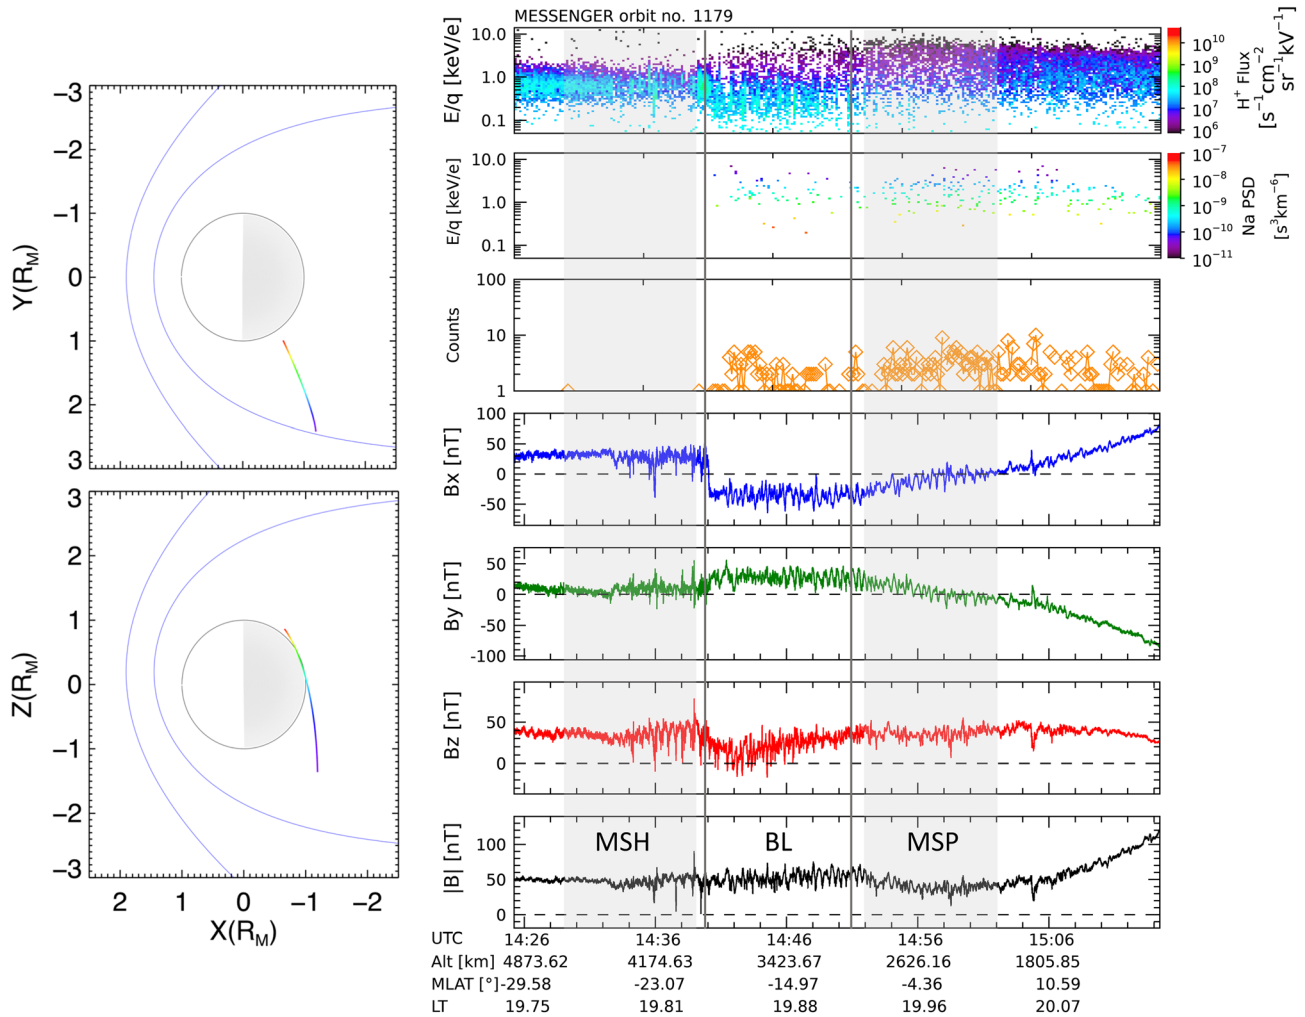 MESSENGER orbit no. 1179
E/q [keV/e]
10.0
1.0
0.1
10^10
10^9
10^8
10^7
10^6
H^+ Flux
[s^-1cm^-2
sr^-1kV^-1]
E/q [keV/e]
10.0
1.0
0.1
10^-7
10^-8
10^-9
10^-10
10^-11
Na PSD
[s^3km^-6]
Counts
100
10
1
Bx [nT]
100
50
0
-50
By [nT]
50
0
-50
-100
Bz [nT]
50
0
|B| [nT]
100
50
0
MSH BL MSP
UTC 14:26 14:36 14:46 14:56 15:06
Alt [km] 4873.62 4174.63 3423.67 2626.16 1805.85
MLAT [°] -29.58 -23.07 -14.97 -4.36 10.59
LT 19.75 19.81 19.88 19.96 20.07
Y(R_M)
-3
-2
-1
0
1
2
3
Z(R_M)
3
2
1
0
-1
-2
-3
2 1 0 -1 -2
X(R_M)